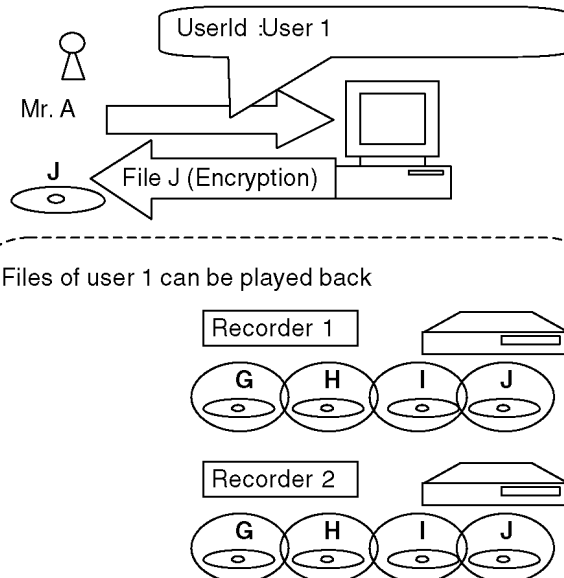 UserId :User 1
Mr. A
J
File J (Encryption)
Files of user 1 can be played back
Recorder 1
G H I J
Recorder 2
G H I J